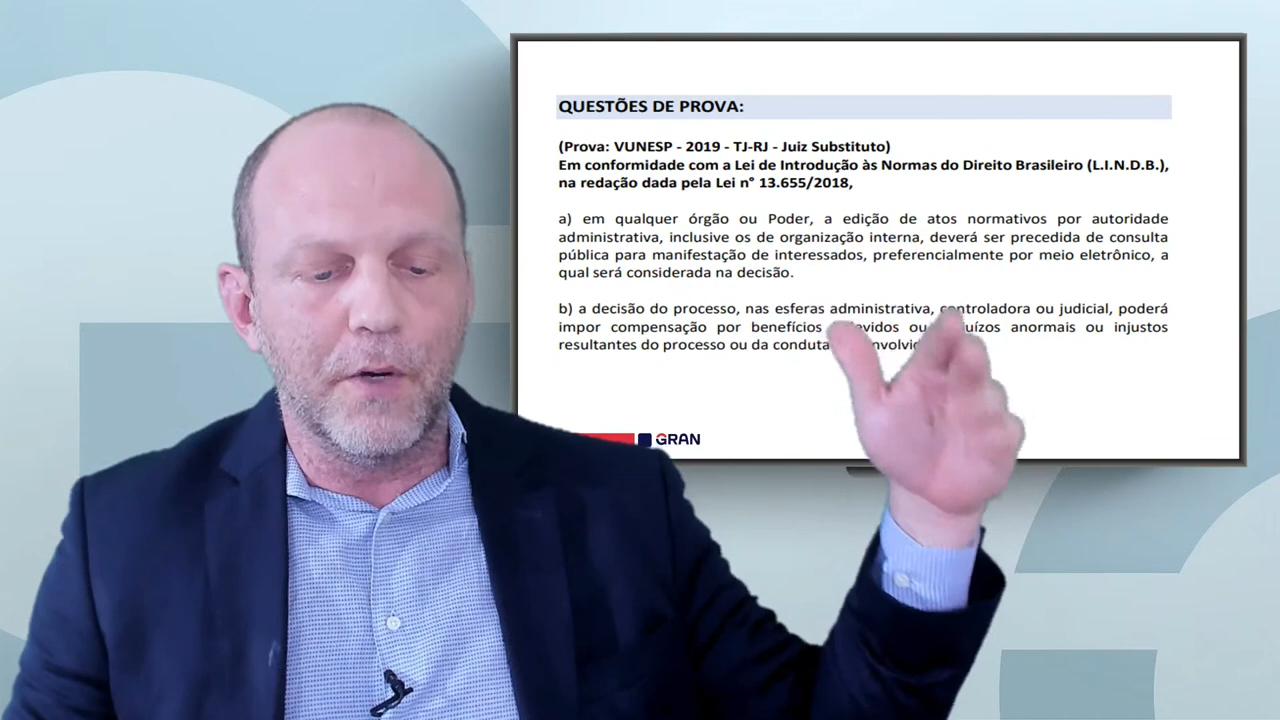 QUESTÕES DE PROVA:
(Prova: VUNESP - 2019 - TJ-RJ - Juiz Substituto)
Em conformidade com a Lei de Introdução às Normas do Direito Brasileiro (L.I.N.D.B.),
na redação dada pela Lei n° 13.655/2018,
a) em qualquer órgão ou Poder, a edição de atos normativos por autoridade
administrativa, inclusive os de organização interna, deverá ser precedida de consulta
pública para manifestação de interessados, preferencialmente por meio eletrônico, a
qual será considerada na decisão.
b) a decisão do processo, nas esferas administrativa, controladora ou judicial, poderá
impor compensação por benefícios ou anormais ou injustos
resultantes do processo ou da conduta
GRAN